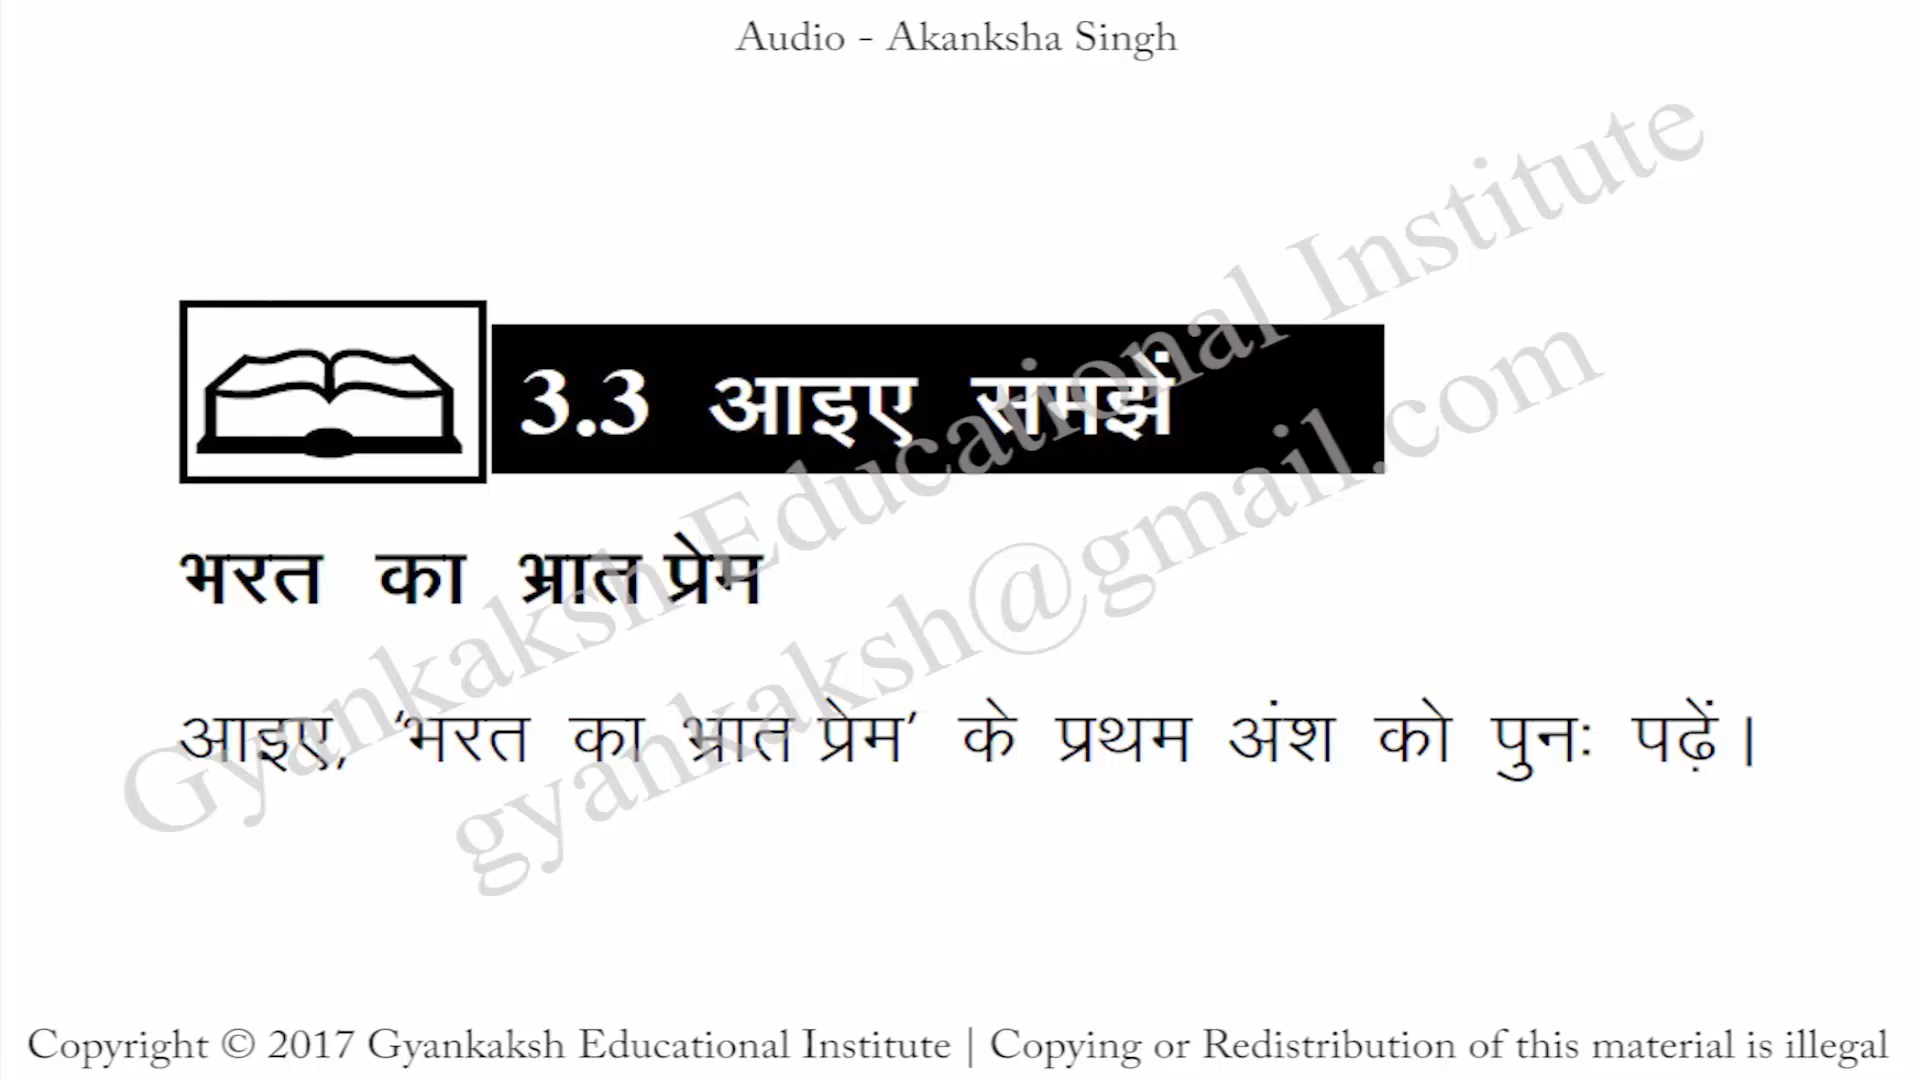 Audio - Akanksha Singh
3.3 आइए समझें
भरत का भ्रात प्रेम
आइए, ‘भरत का भ्रात प्रेम’ के प्रथम अंश को पुनः पढ़ें।
Gyankaksh Educational Institute
gyankaksh@gmail.com
Copyright © 2017 Gyankaksh Educational Institute | Copying or Redistribution of this material is illegal